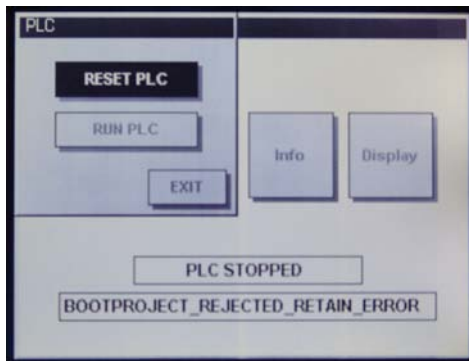 PLC
RESET PLC
RUN PLC
EXIT
Info
Display
PLC STOPPED
BOOTPROJECT_REJECTED_RETAIN_ERROR